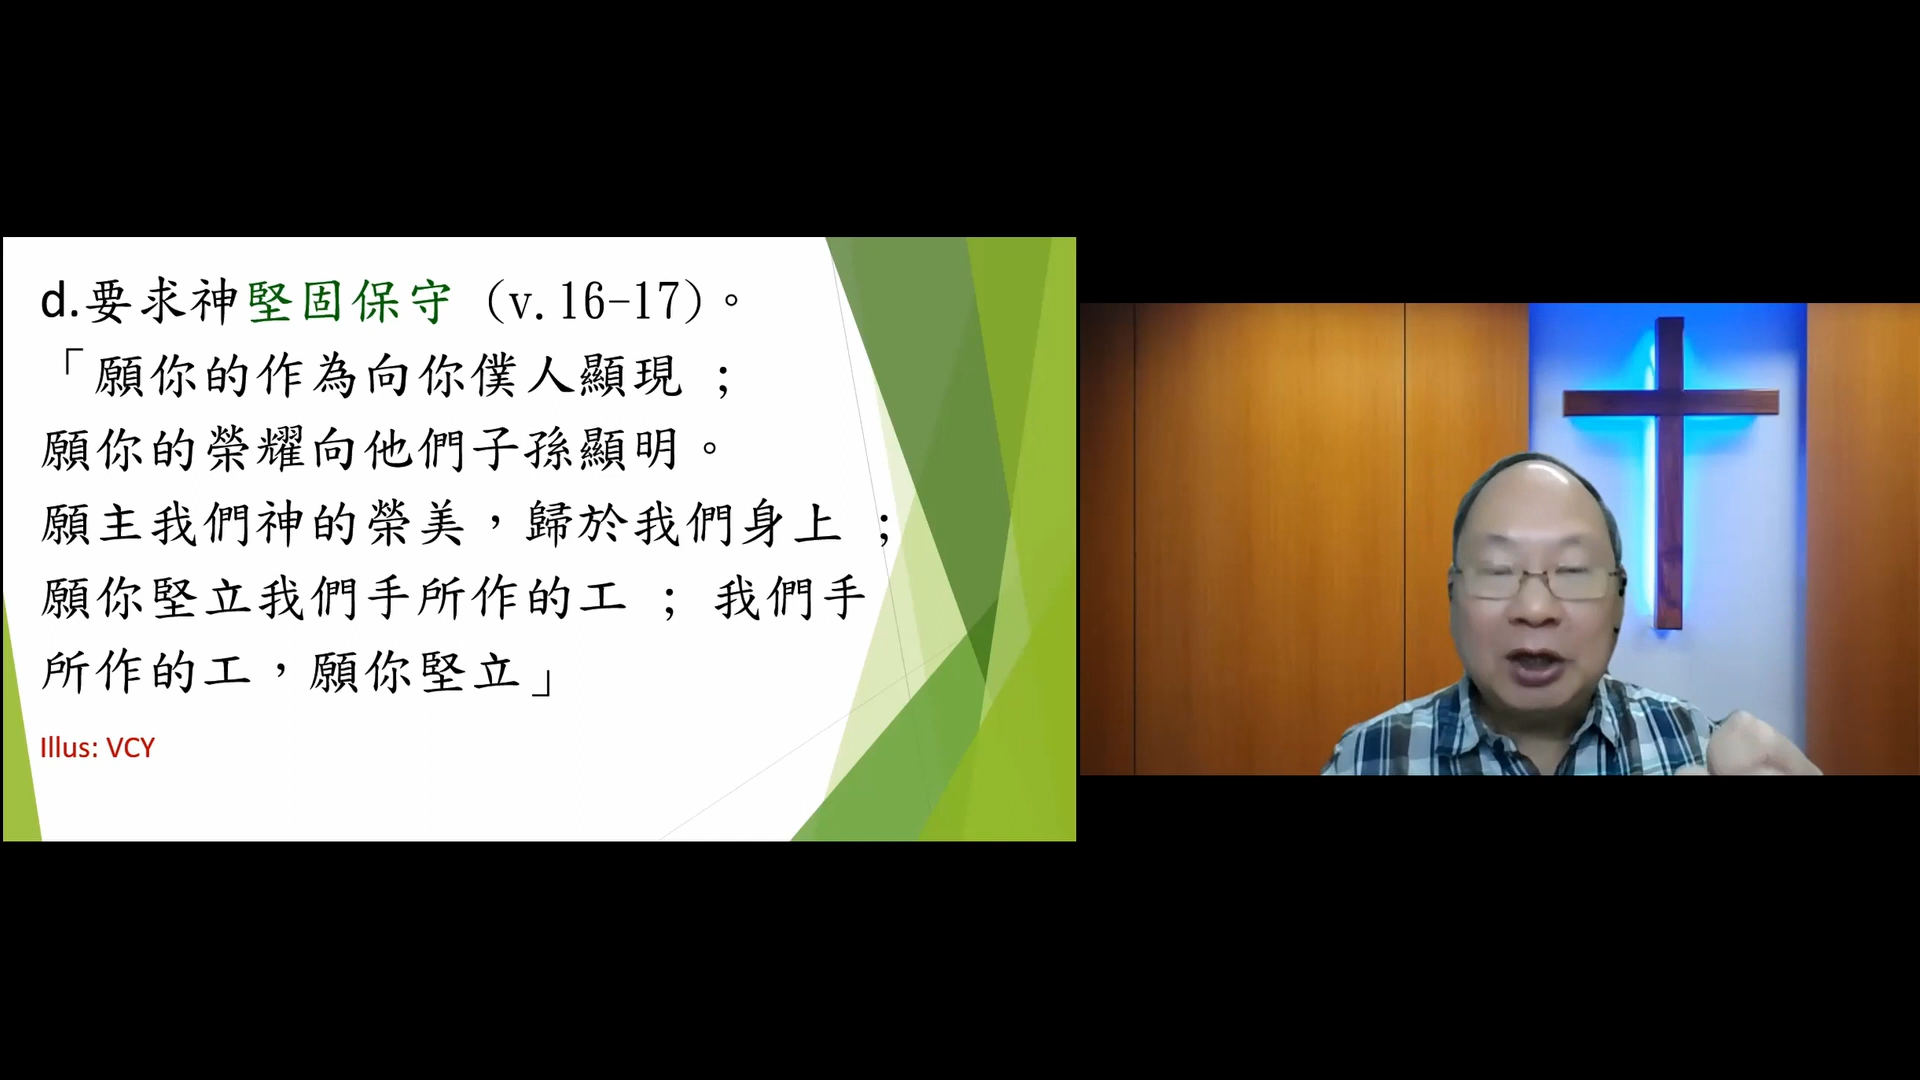 d.要求神堅固保守 (v.16-17)。
「願你的作為向你僕人顯現 ；
願你的榮耀向他們子孫顯明。
願主我們神的榮美，歸於我們身上 ；
願你堅立我們手所作的工 ； 我們手
所作的工，願你堅立」
Illus: VCY